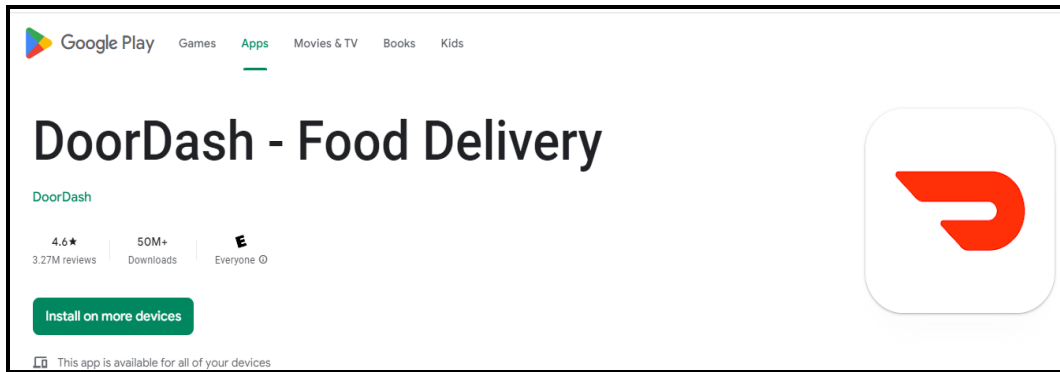 Google Play Games Apps Movies & TV Books Kids
DoorDash - Food Delivery
DoorDash
4.6★ 50M+ E
3.27M reviews Downloads Everyone
Install on more devices
This app is available for all of your devices